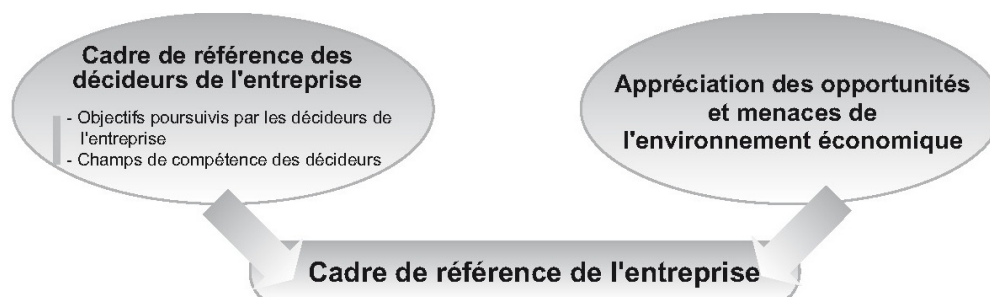 Cadre de référence des
décideurs de l'entreprise
- Objectifs poursuivis par les décideurs de
l'entreprise
- Champs de compétence des décideurs
Appréciation des opportunités
et menaces de
l'environnement économique
Cadre de référence de l'entreprise